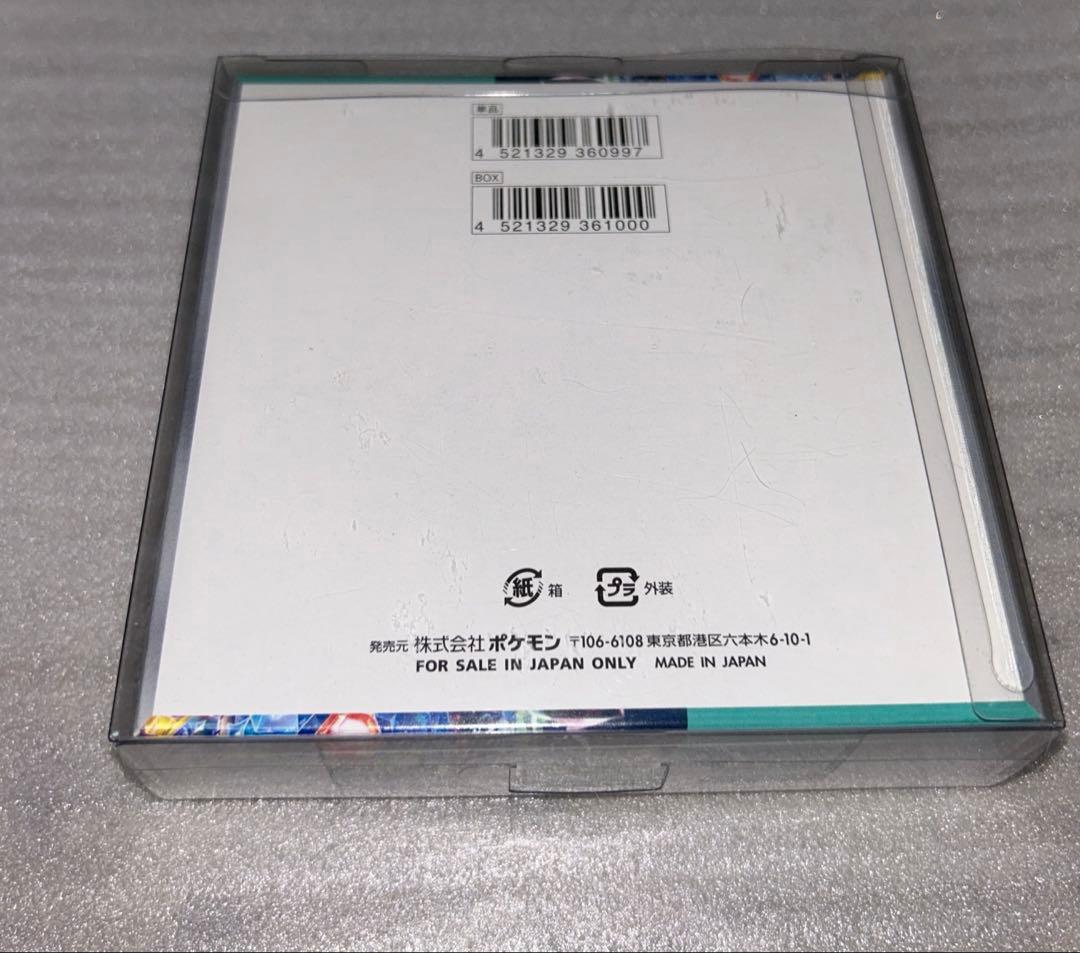 単品
4 521329 360997
BOX
4 521329 361000
紙 箱 プラ 外装
発売元 株式会社 ポケモン 〒106-6108 東京都港区六本木6-10-1
FOR SALE IN JAPAN ONLY MADE IN JAPAN